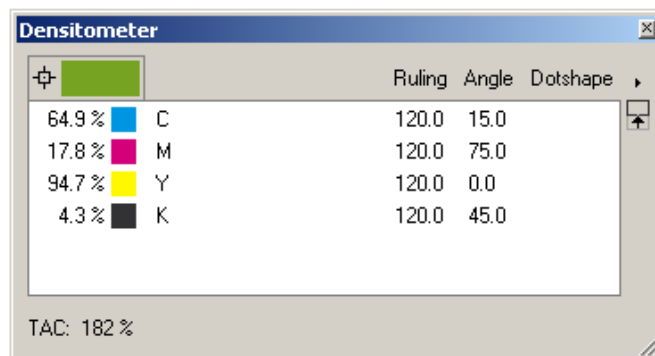 Densitometer
Ruling Angle Dotshape
64.9 % C 120.0 15.0
17.8 % M 120.0 75.0
94.7 % Y 120.0 0.0
4.3 % K 120.0 45.0
TAC: 182 %